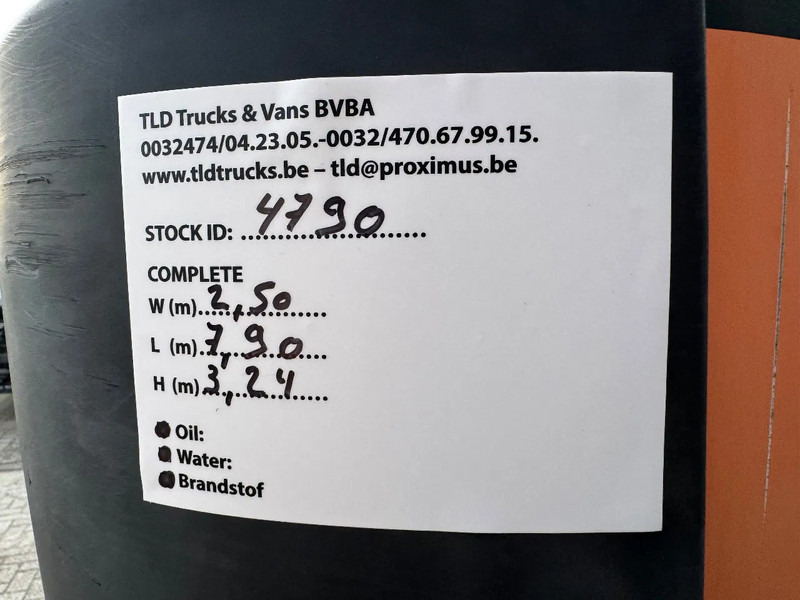 TLD Trucks & Vans BVBA
0032474/04.23.05.-0032/470.67.99.15.
www.tldtrucks.be – tld@proximus.be
STOCK ID: 4790
COMPLETE
W (m) 2,50
L (m) 7,90
H (m) 3,24
Oil:
Water:
Brandstof